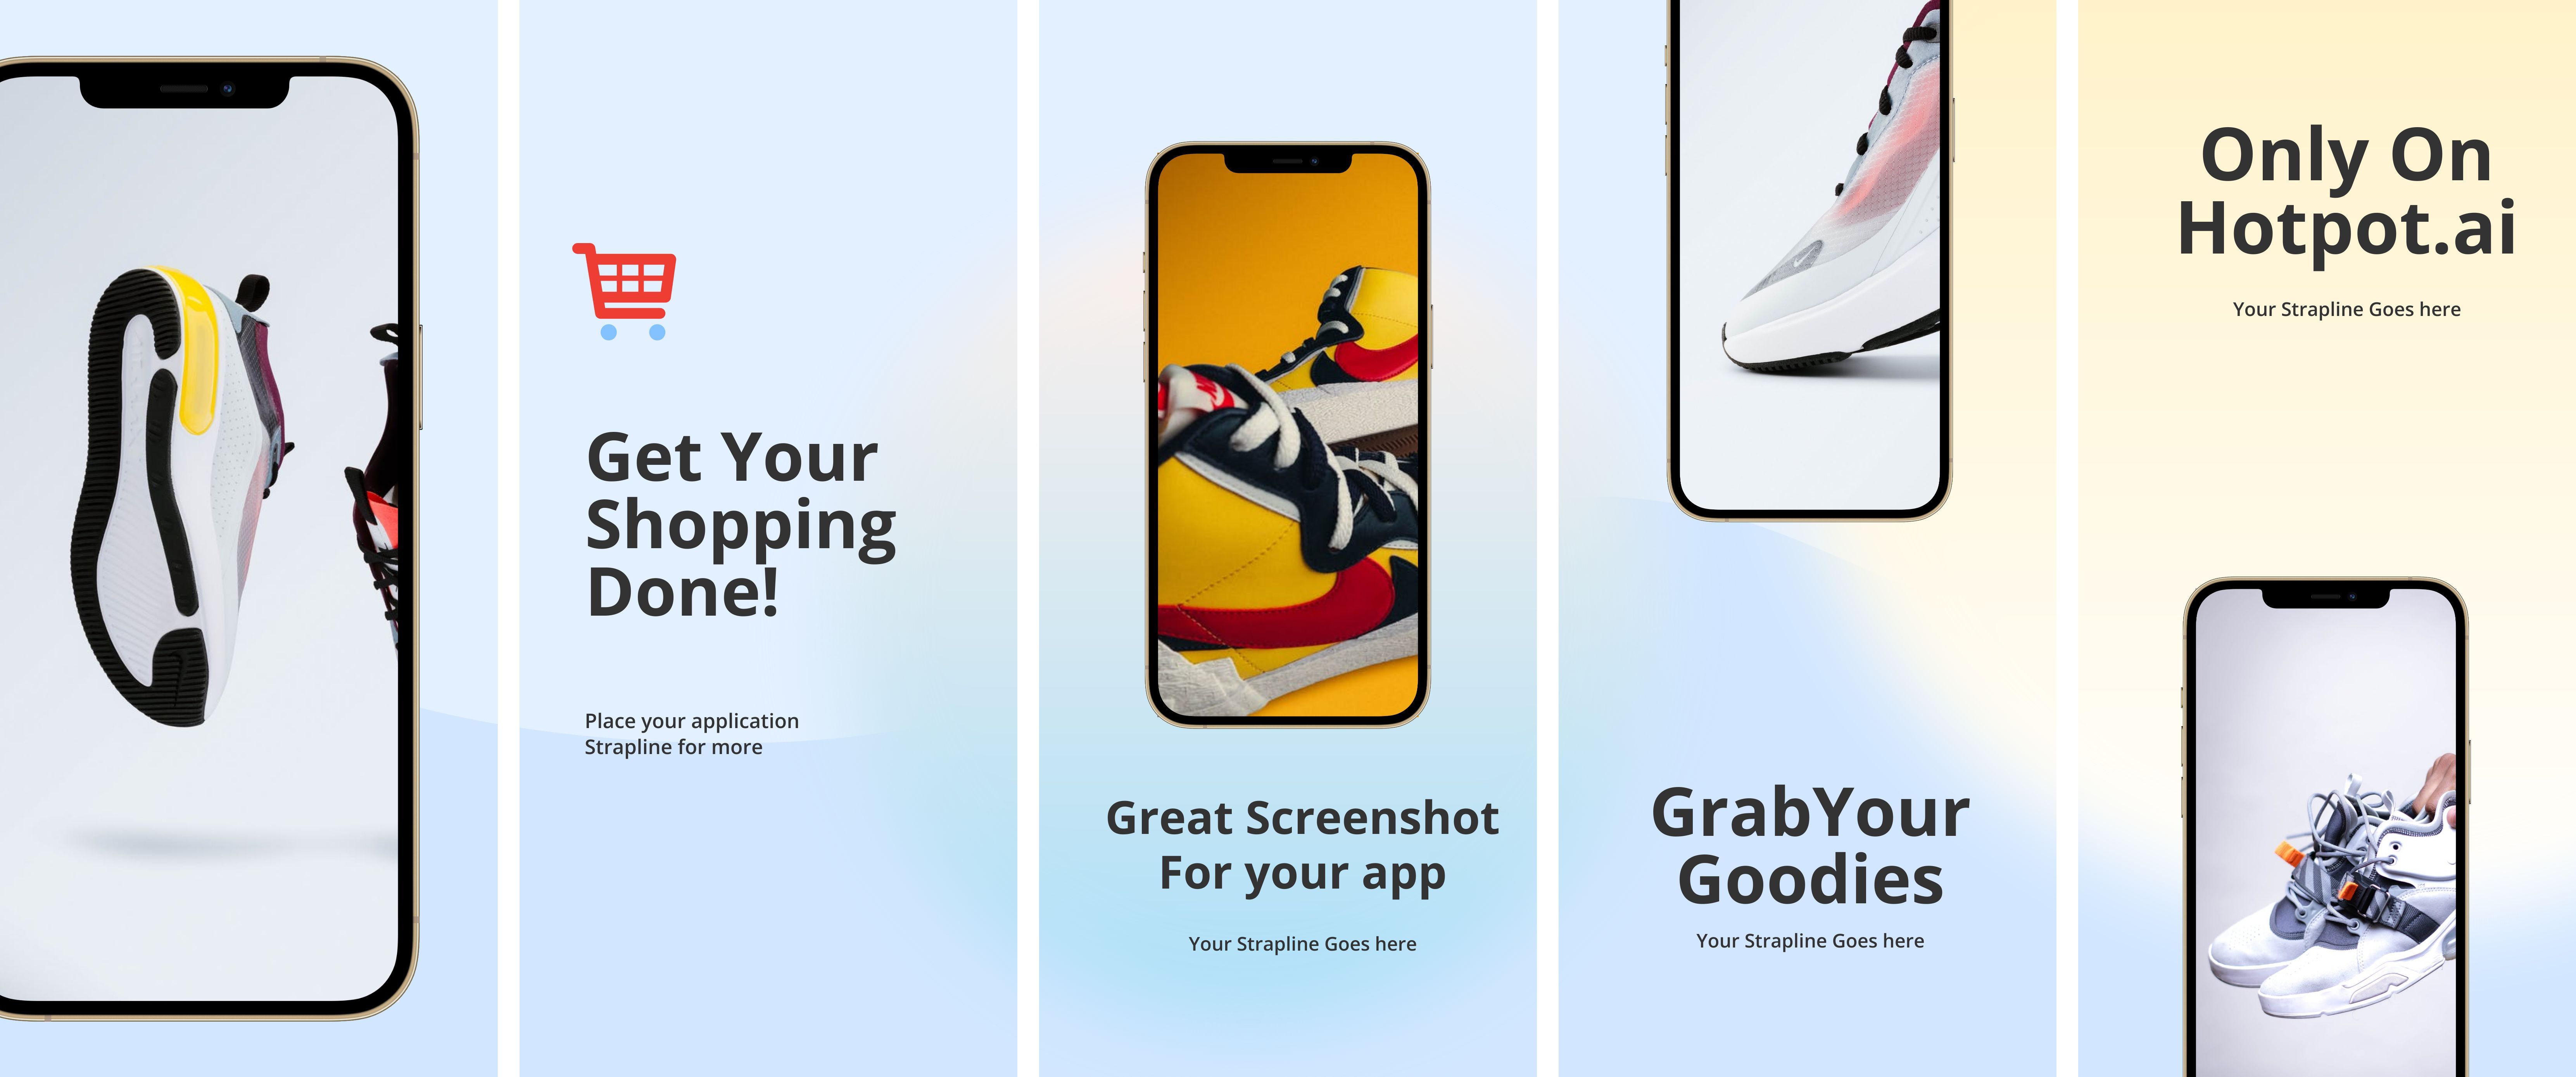 Get Your
Shopping
Done!
Place your application
Strapline for more
Great Screenshot
For your app
Your Strapline Goes here
GrabYour
Goodies
Your Strapline Goes here
Only On
Hotpot.ai
Your Strapline Goes here